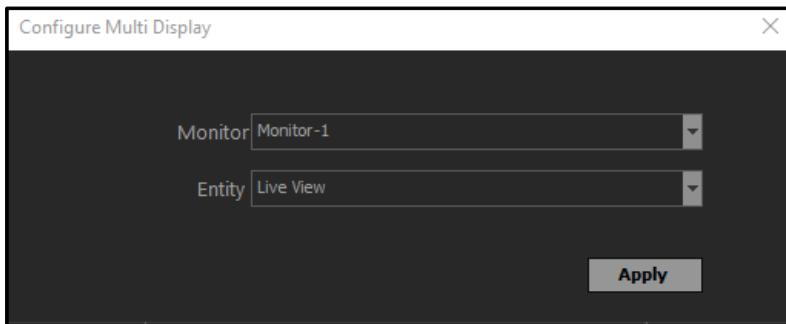 Configure Multi Display
Monitor Monitor-1
Entity Live View
Apply